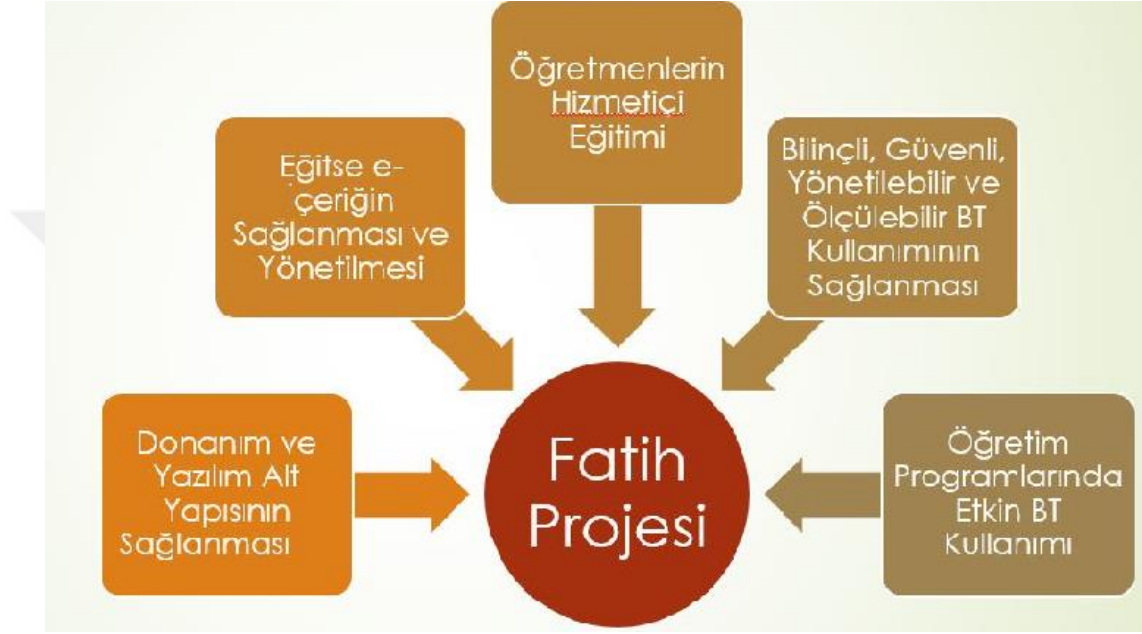 Öğretmenlerin
Hizmetiçi
Eğitimi
Eğitse e-
içeriğin
Sağlanması ve
Yönetilmesi
Bilinçli, Güvenli,
Yönetilebilir ve
Ölçülebilir BT
Kullanımının
Sağlanması
Donanım ve
Yazılım Alt
Yapısının
Sağlanması
Fatih
Projesi
Öğretim
Programlarında
Etkin BT
Kullanımı